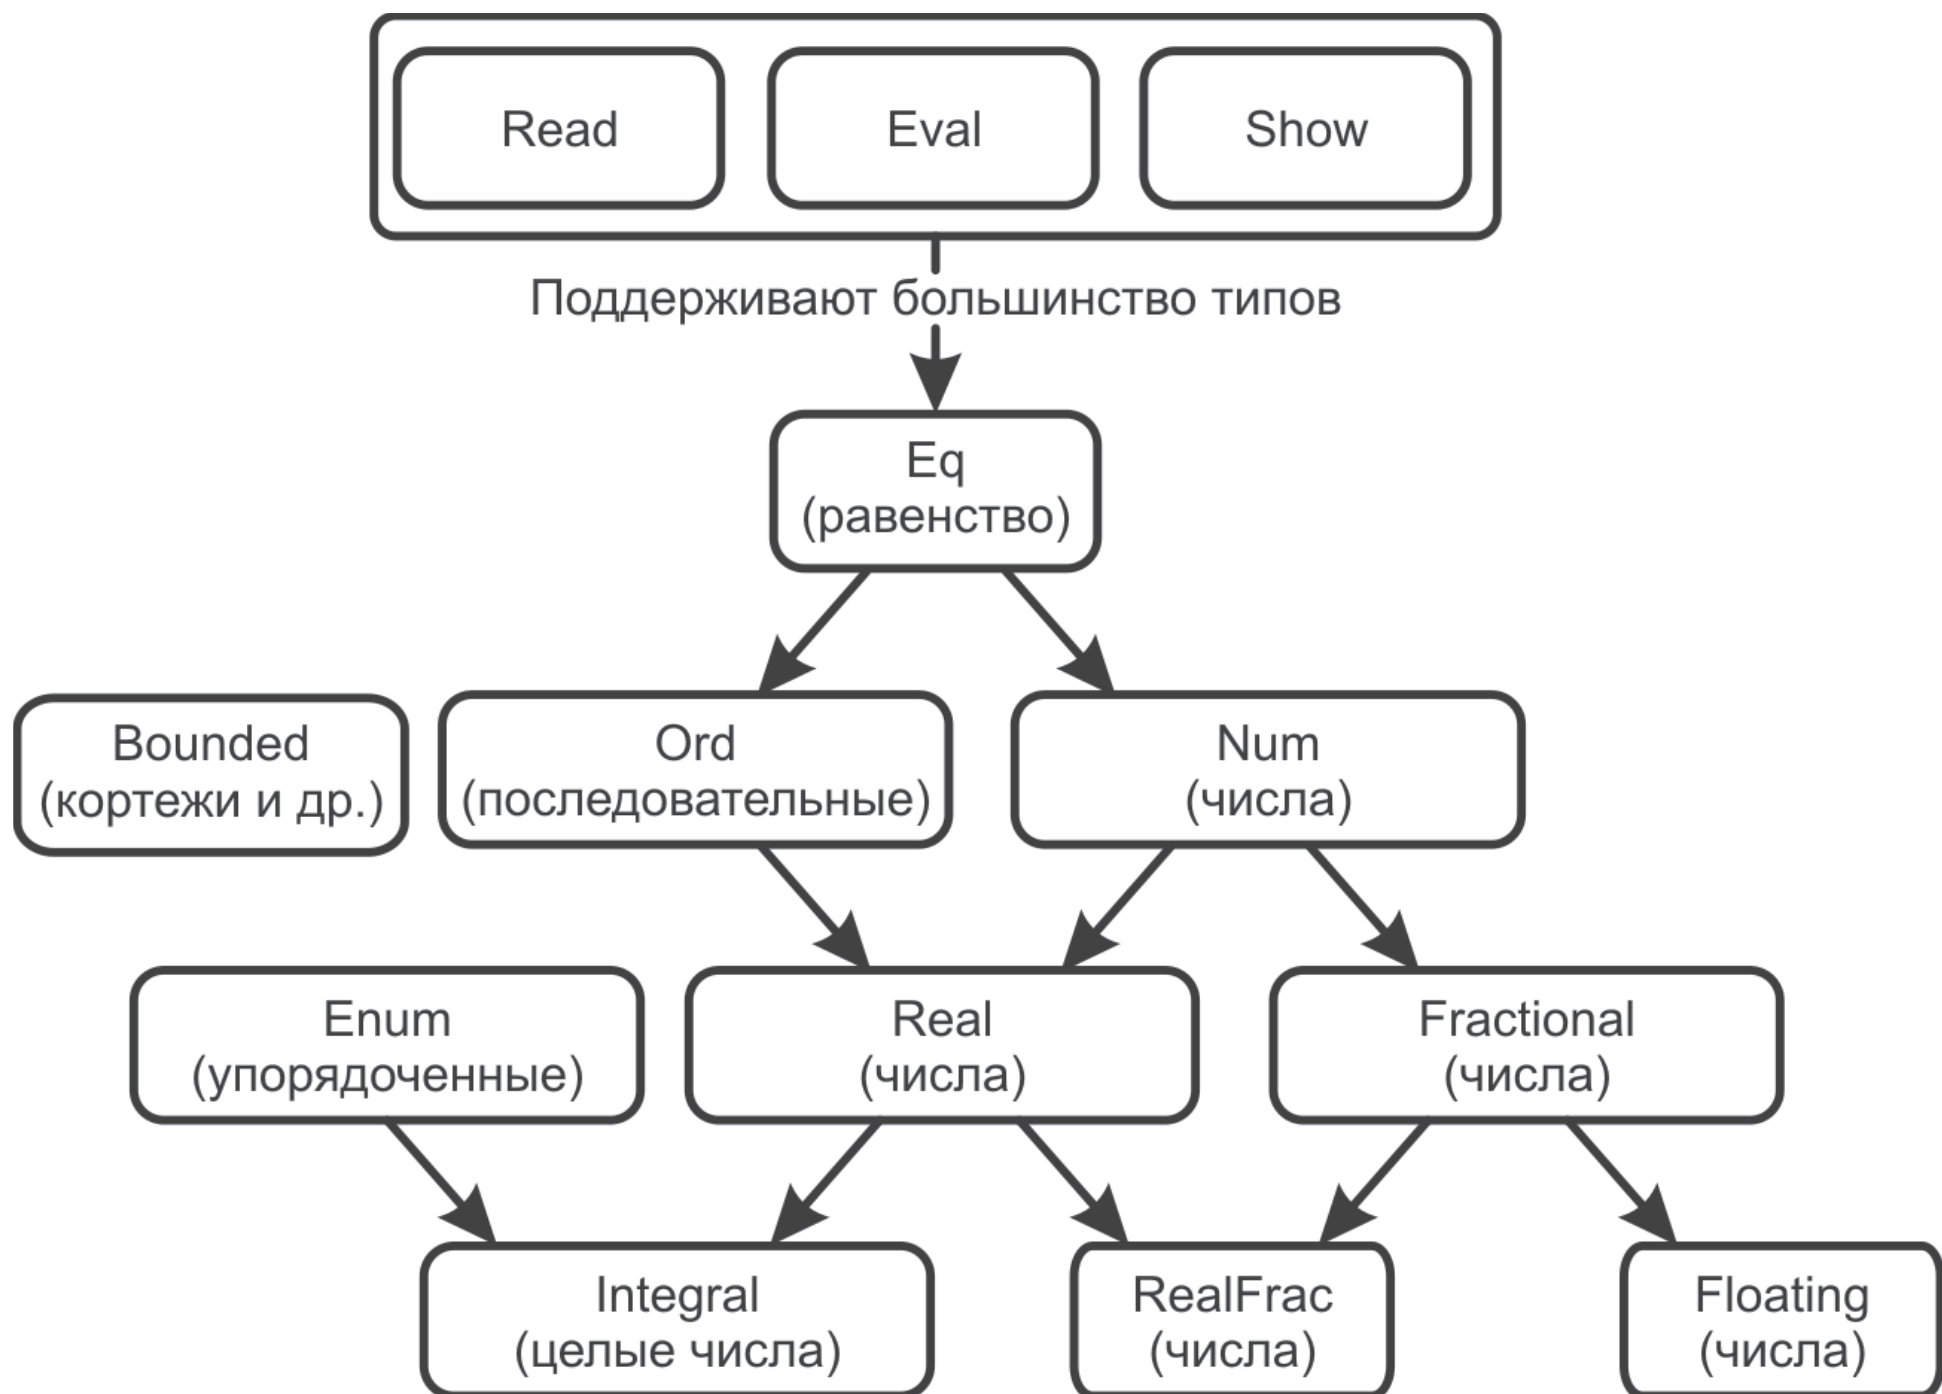 Read
Eval
Show
Поддерживают большинство типов
Eq
(равенство)
Bounded
(кортежи и др.)
Ord
(последовательные)
Num
(числа)
Enum
(упорядоченные)
Real
(числа)
Fractional
(числа)
Integral
(целые числа)
RealFrac
(числа)
Floating
(числа)